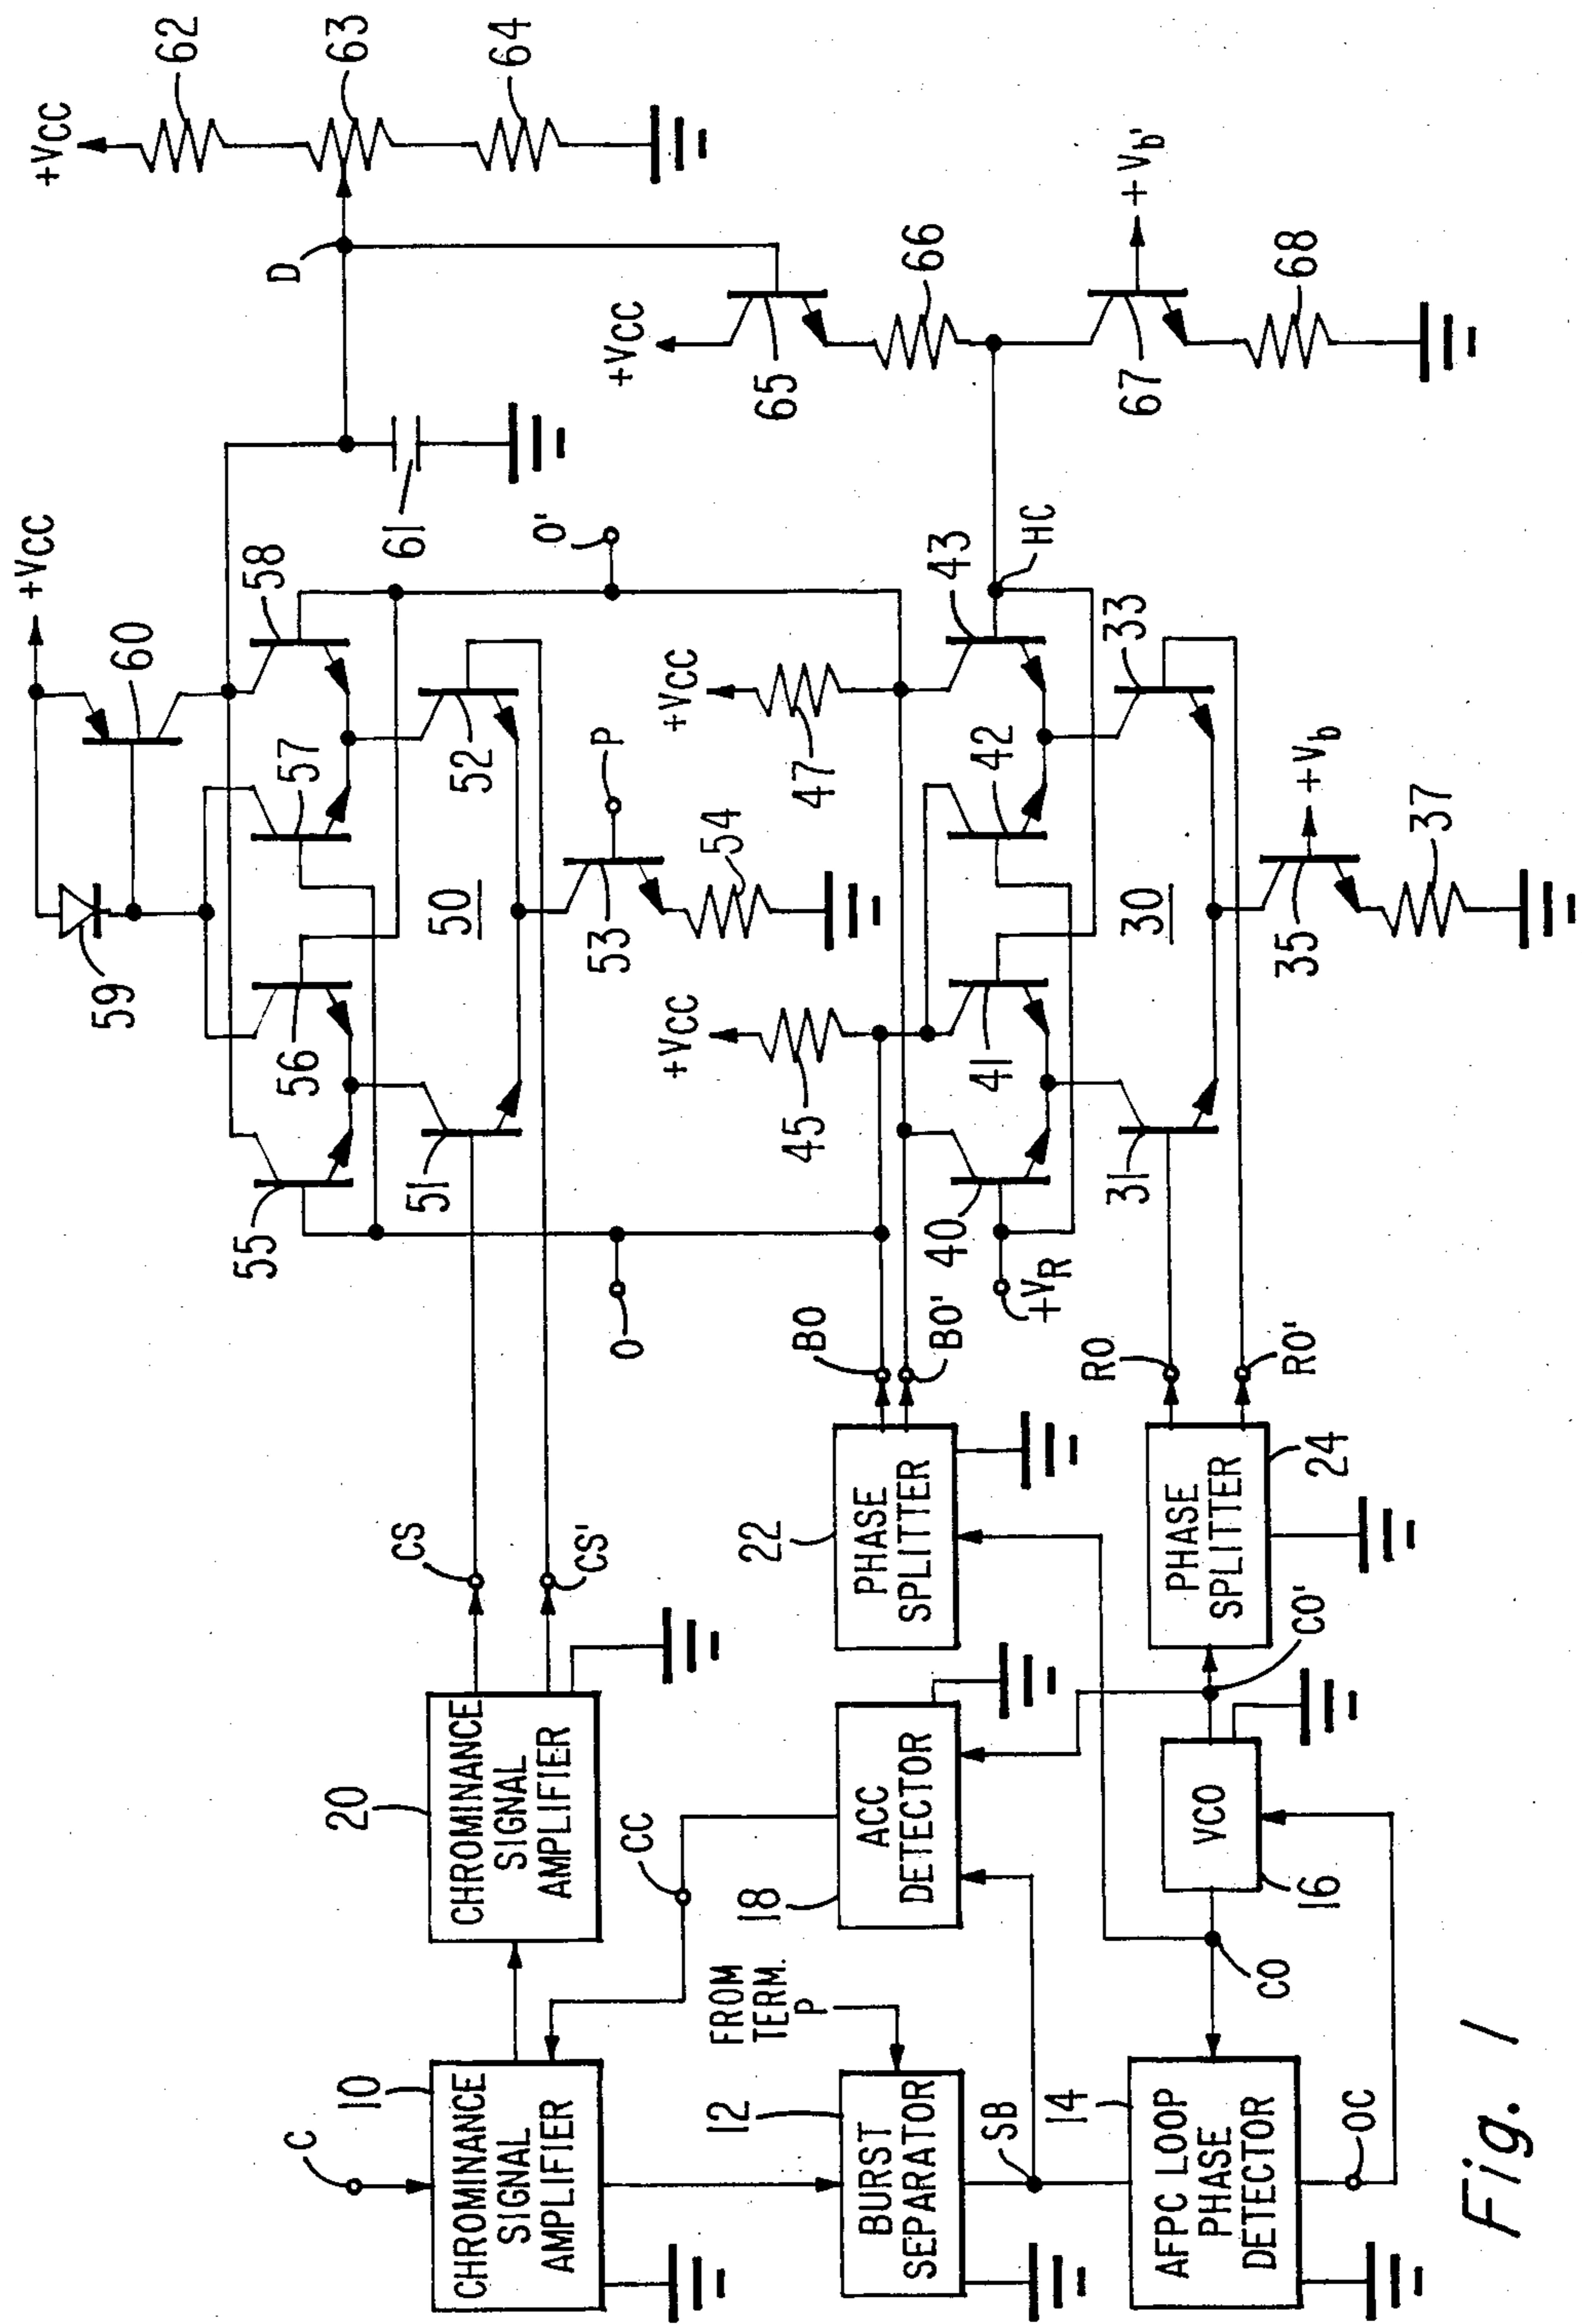 C
10
CHROMINANCE
SIGNAL
AMPLIFIER
20
CHROMINANCE
SIGNAL
AMPLIFIER
CS
CS'
CC
FROM
TERM.
P
12
BURST
SEPARATOR
SB
18
ACC
DETECTOR
22
PHASE
SPLITTER
BO
BO'
14
AFPC LOOP
PHASE
DETECTOR
OC
CO
VCO
16
CO'
PHASE
SPLITTER
24
RO
RO'
+VCC
59
60
55
56
57
58
51
50
52
53
P
54
O
O'
61
D
+VCC
62
63
64
+VCC
45
+VCC
47
40
+VR
41
42
43
HC
31
30
33
35
+Vb
37
+VCC
65
66
67
+Vb'
68
Fig. 1